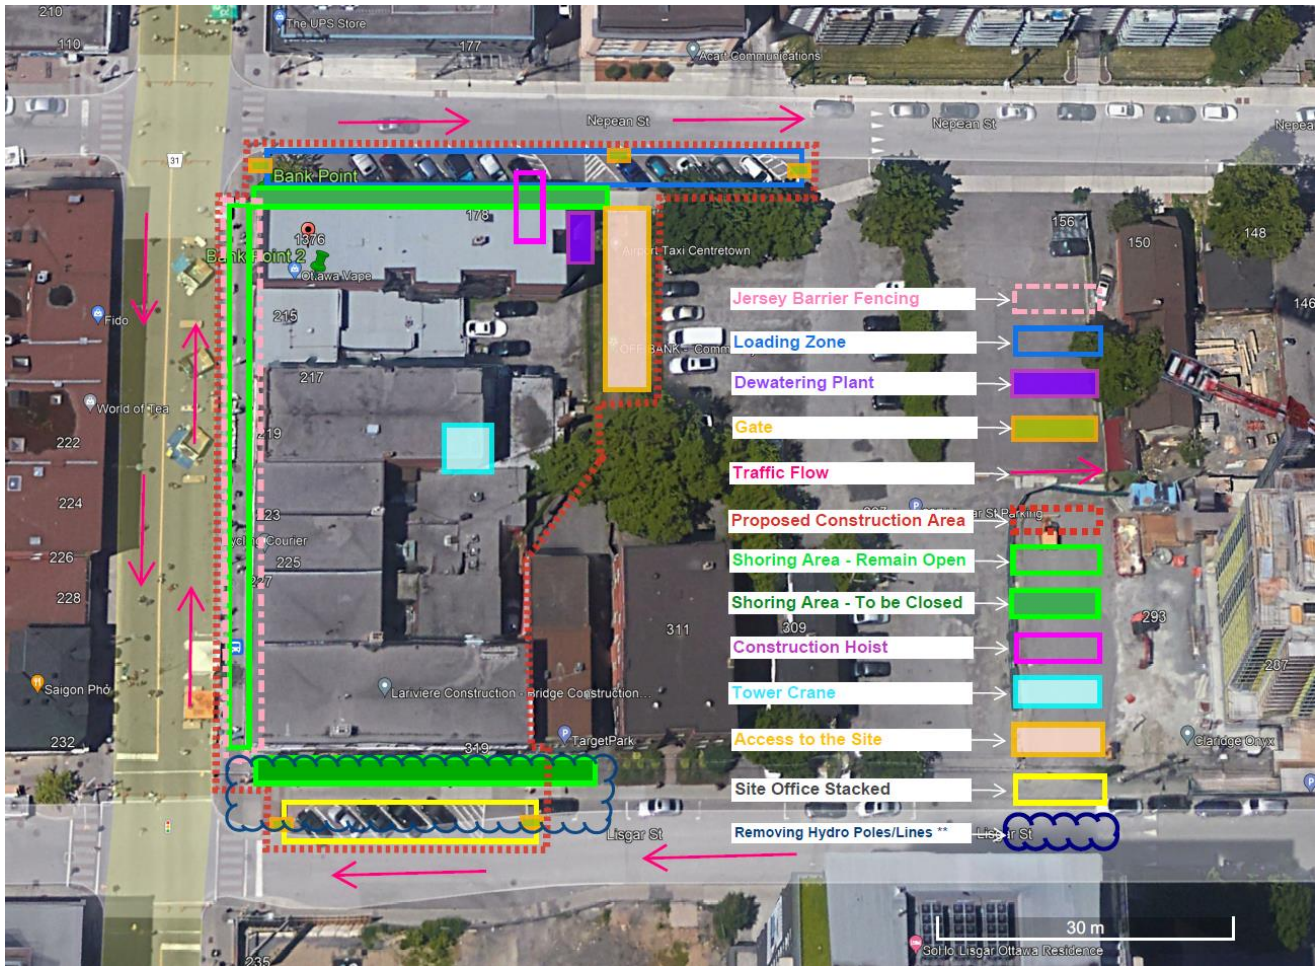 210
The UPS Store
110
177
Acart Communications
Nepean St
Nepean St
31
Bank Point
178
1376
Bank Point 2
Airport Taxi Centretown
156
150
148
Ottawa Vape
146
Fido
215
217
World of Tea
222
219
224
223
Cycling Courier
226
225
228
227
311
309
293
287
Saigon Phở
Lariviere Construction - Bridge Construction...
232
319
TargetPark
Claridge Onyx
Jersey Barrier Fencing
Loading Zone
Dewatering Plant
Gate
Traffic Flow
Proposed Construction Area
Shoring Area - Remain Open
Shoring Area - To be Closed
Construction Hoist
Tower Crane
Access to the Site
Site Office Stacked
Removing Hydro Poles/Lines **
Lisgar St
Lisgar St
30 m
235
SoHo Lisgar Ottawa Residence